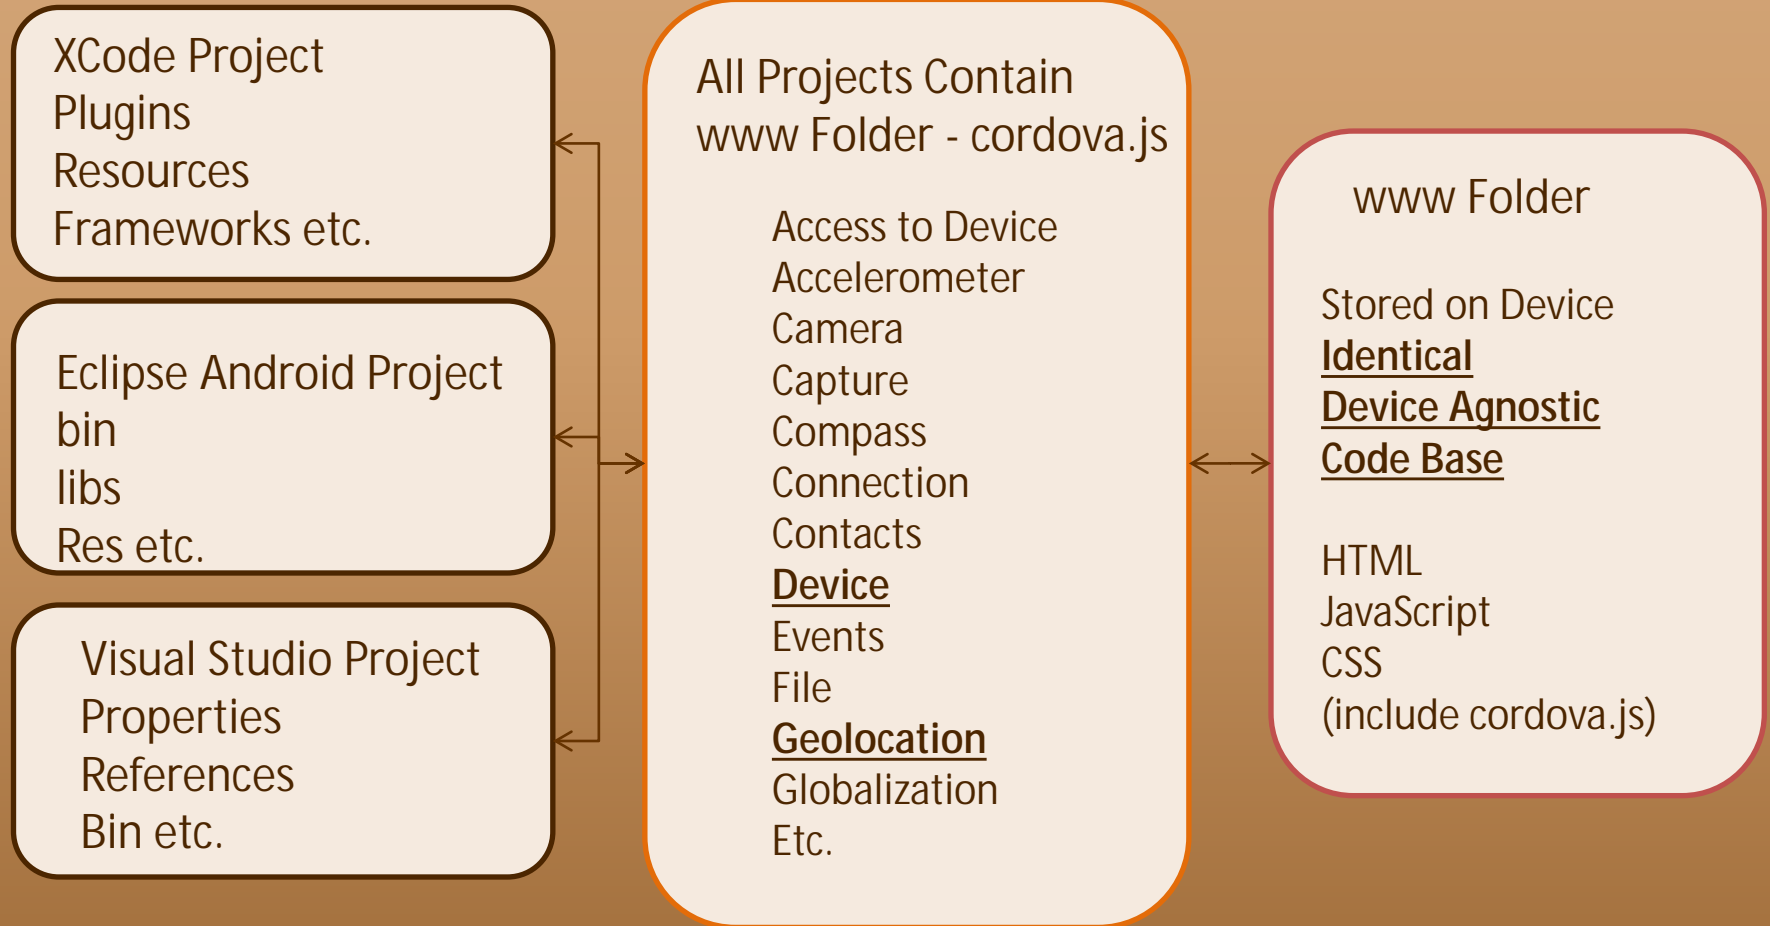 XCode Project
Plugins
Resources
Frameworks etc.
Eclipse Android Project
bin
libs
Res etc.
Visual Studio Project
Properties
References
Bin etc.
All Projects Contain
www Folder - cordova.js
Access to Device
Accelerometer
Camera
Capture
Compass
Connection
Contacts
Device
Events
File
Geolocation
Globalization
Etc.
www Folder
Stored on Device
Identical
Device Agnostic
Code Base
HTML
JavaScript
CSS
(include cordova.js)